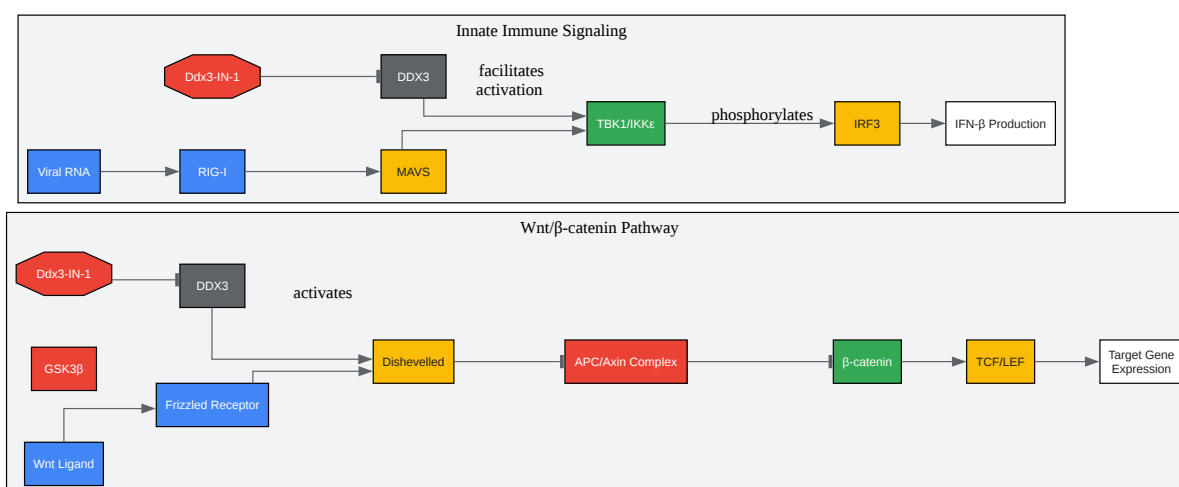 Innate Immune Signaling
Ddx3-IN-1
DDX3
facilitates
activation
TBK1/IKKε
phosphorylates
IRF3
IFN-β Production
Viral RNA
RIG-I
MAVS
Wnt/β-catenin Pathway
Ddx3-IN-1
DDX3
activates
GSK3β
Dishevelled
APC/Axin Complex
β-catenin
TCF/LEF
Target Gene
Expression
Frizzled Receptor
Wnt Ligand